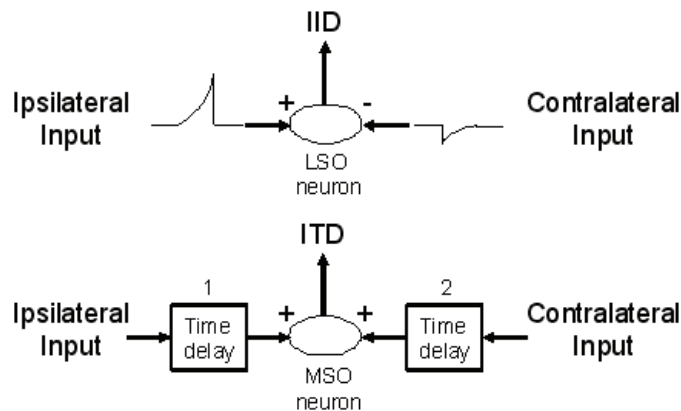 IID
Ipsilateral
Input
+
-
Contralateral
Input
LSO
neuron
ITD
Ipsilateral
Input
1
Time
delay
+
+
2
Time
delay
Contralateral
Input
MSO
neuron